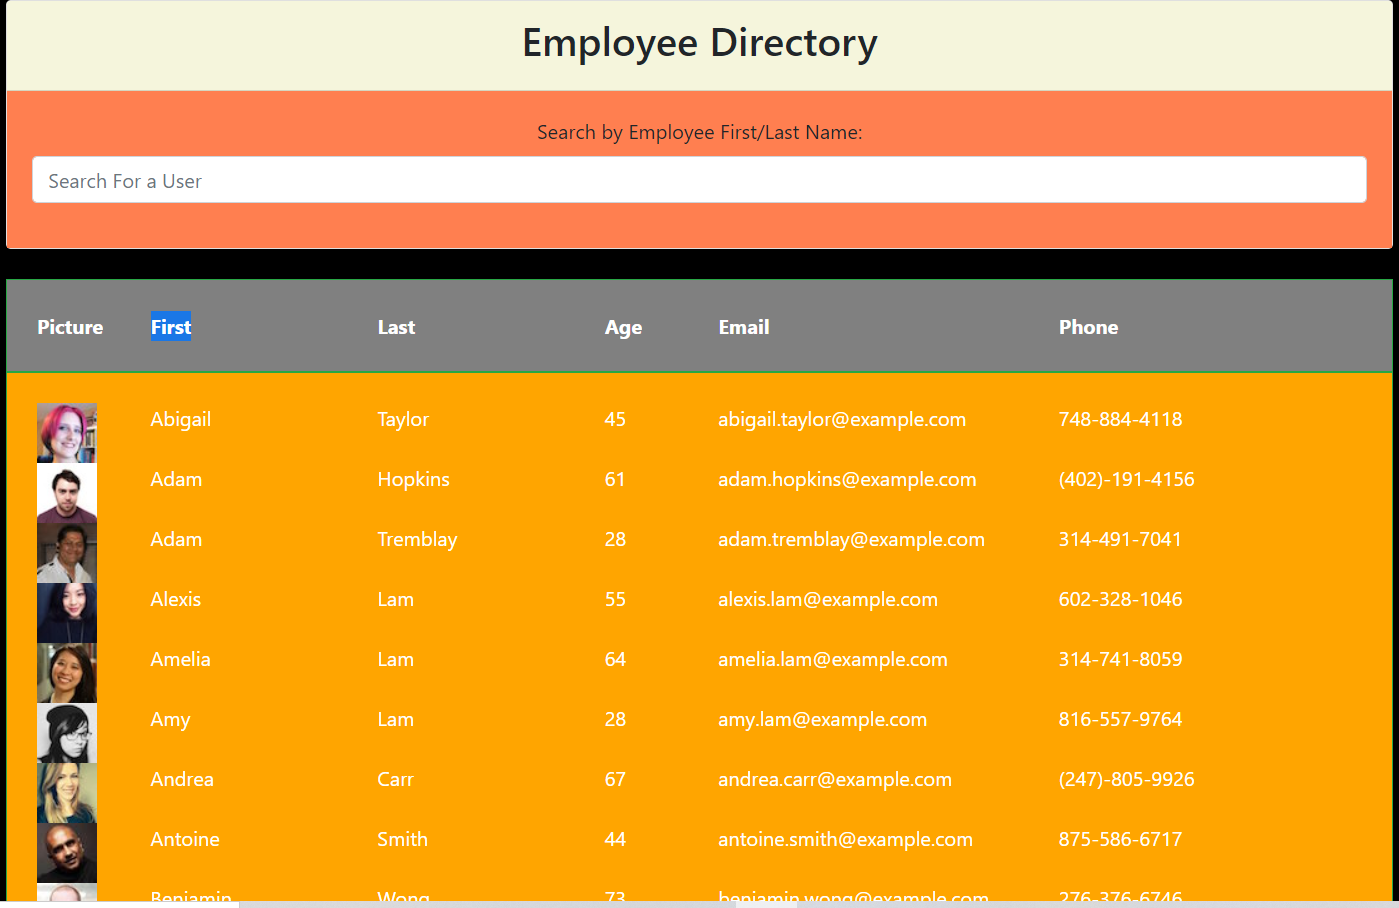 Employee Directory
Search by Employee First/Last Name:
Search For a User
Picture First Last Age Email Phone
Abigail Taylor 45 abigail.taylor@example.com 748-884-4118
Adam Hopkins 61 adam.hopkins@example.com (402)-191-4156
Adam Tremblay 28 adam.tremblay@example.com 314-491-7041
Alexis Lam 55 alexis.lam@example.com 602-328-1046
Amelia Lam 64 amelia.lam@example.com 314-741-8059
Amy Lam 28 amy.lam@example.com 816-557-9764
Andrea Carr 67 andrea.carr@example.com (247)-805-9926
Antoine Smith 44 antoine.smith@example.com 875-586-6717
Benjamin Wong 73 benjamin.wong@example.com 276-376-6746